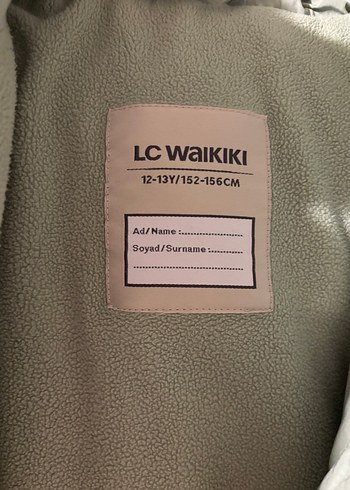 LC WAIKIKI
12-13Y/152-156CM
Ad/Name :....................
Soyad/Surname :............
....................................